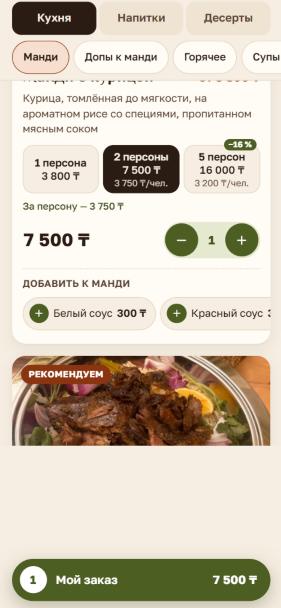 Кухня
Напитки
Десерты
Манди
Допы к манди
Горячее
Супы
Курица, томлённая до мягкости, на
ароматном рисе со специями, пропитанном
мясным соком
1 персона
3 800 ₸
2 персоны
7 500 ₸
3 750 ₸/чел.
−16 %
5 персон
16 000 ₸
3 200 ₸/чел.
За персону — 3 750 ₸
7 500 ₸
−
1
+
ДОБАВИТЬ К МАНДИ
+ Белый соус 300 ₸
+ Красный соус
РЕКОМЕНДУЕМ
1
Мой заказ
7 500 ₸